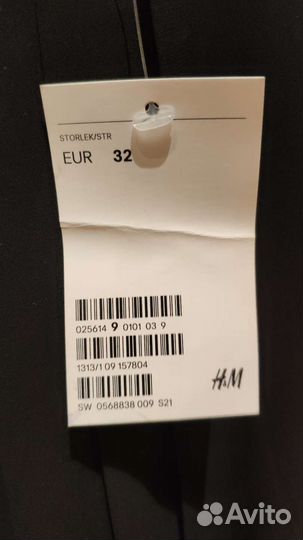 STORLEK/STR
EUR 32
025614 9 0101 03 9
1313/1 09 157804
H&M
SW 0568838 009 S21
Avito